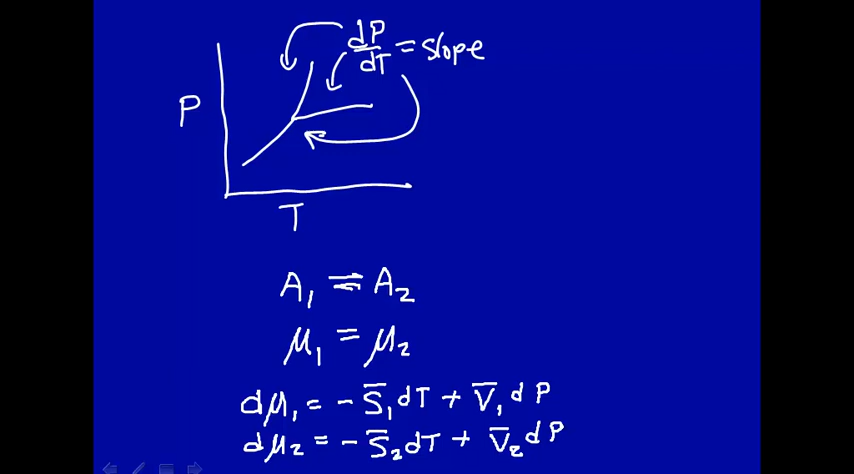 dP/dT = slope
P
T
A₁ ⇌ A₂
μ₁ = μ₂
dμ₁ = - S̅₁dT + V̅₁dP
dμ₂ = - S̅₂dT + V̅₂dP